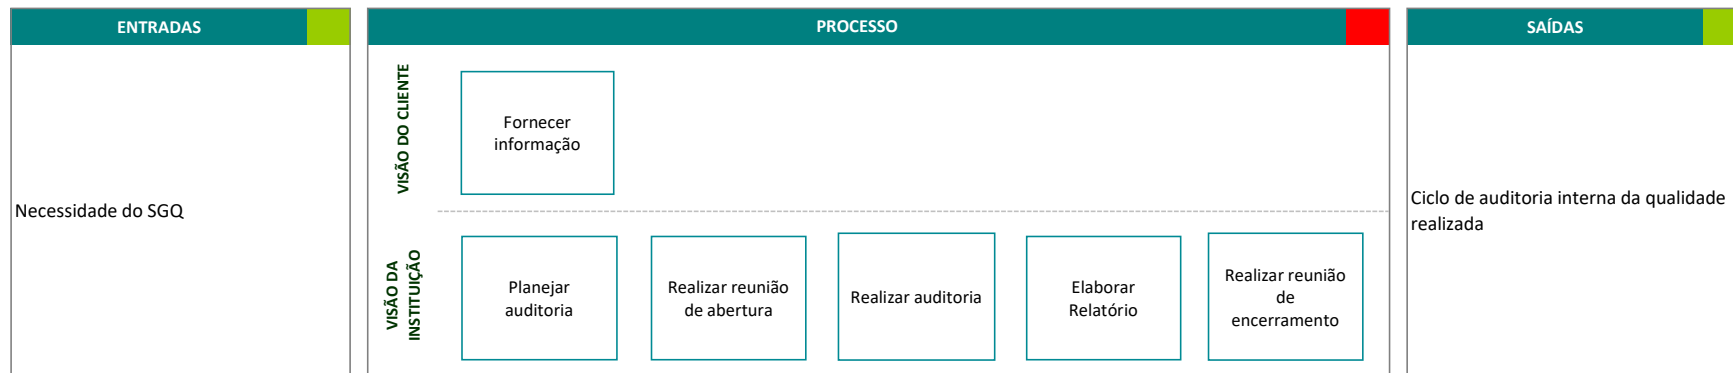 ENTRADAS
Necessidade do SGQ
PROCESSO
VISÃO DO CLIENTE
Fornecer
informação
VISÃO DA
INSTITUIÇÃO
Planejar
auditoria
Realizar reunião
de abertura
Realizar auditoria
Elaborar
Relatório
Realizar reunião
de
encerramento
SAÍDAS
Ciclo de auditoria interna da qualidade
realizada